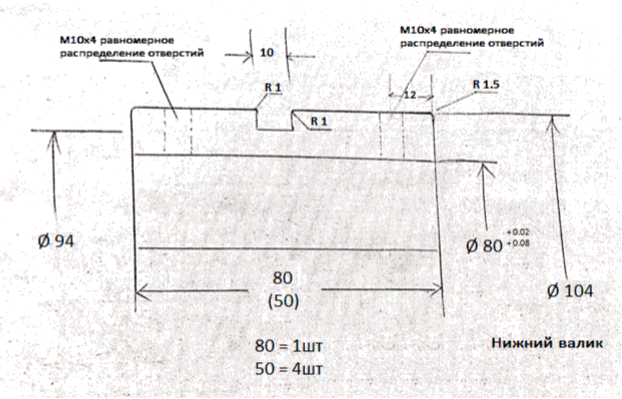 М10х4 равномерное
распределение отверстий
М10х4 равномерное
распределение отверстий
10
R 1
12
R 1.5
R 1
Ø 94
Ø 80 +0.02
+0.08
Ø 104
80
(50)
80 = 1шт
50 = 4шт
Нижний валик